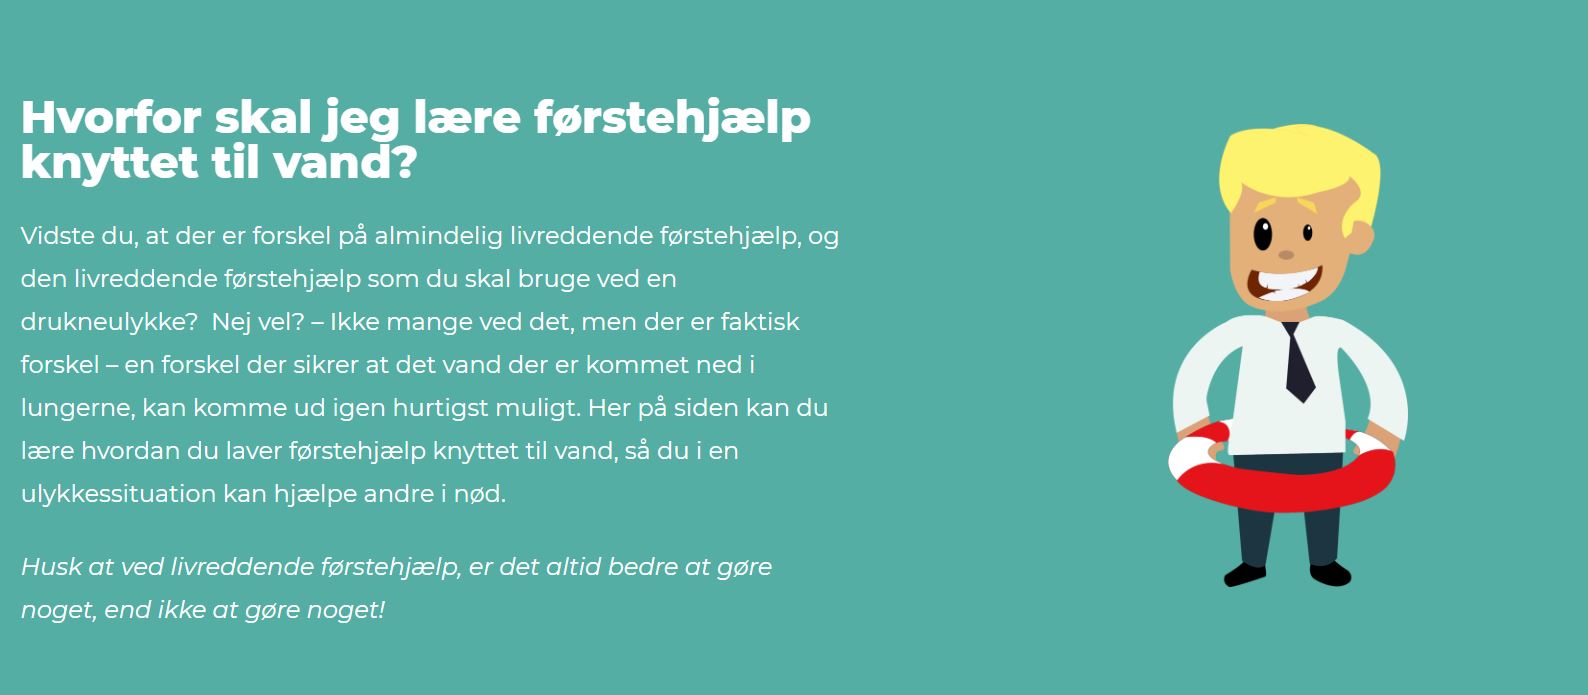 Hvorfor skal jeg lære førstehjælp
knyttet til vand?
Vidste du, at der er forskel på almindelig livreddende førstehjælp, og
den livreddende førstehjælp som du skal bruge ved en
drukneulykke?  Nej vel? – Ikke mange ved det, men der er faktisk
forskel – en forskel der sikrer at det vand der er kommet ned i
lungerne, kan komme ud igen hurtigst muligt. Her på siden kan du
lære hvordan du laver førstehjælp knyttet til vand, så du i en
ulykkessituation kan hjælpe andre i nød.
Husk at ved livreddende førstehjælp, er det altid bedre at gøre
noget, end ikke at gøre noget!